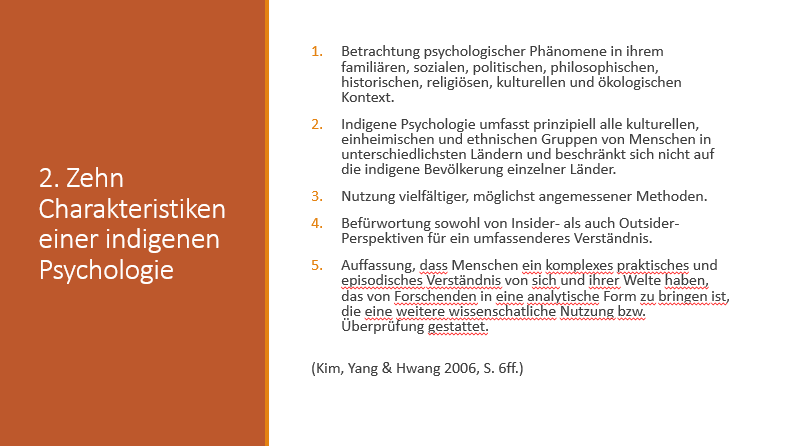 2. Zehn
Charakteristiken
einer indigenen
Psychologie
1. Betrachtung psychologischer Phänomene in ihrem
familiären, sozialen, politischen, philosophischen,
historischen, religiösen, kulturellen und ökologischen
Kontext.
2. Indigene Psychologie umfasst prinzipiell alle kulturellen,
einheimischen und ethnischen Gruppen von Menschen in
unterschiedlichsten Ländern und beschränkt sich nicht auf
die indigene Bevölkerung einzelner Länder.
3. Nutzung vielfältiger, möglichst angemessener Methoden.
4. Befürwortung sowohl von Insider- als auch Outsider-
Perspektiven für ein umfassenderes Verständnis.
5. Auffassung, dass Menschen ein komplexes praktisches und
episodisches Verständnis von sich und ihrer Welte haben,
das von Forschenden in eine analytische Form zu bringen ist,
die eine weitere wissenschatliche Nutzung bzw.
Überprüfung gestattet.
(Kim, Yang & Hwang 2006, S. 6ff.)